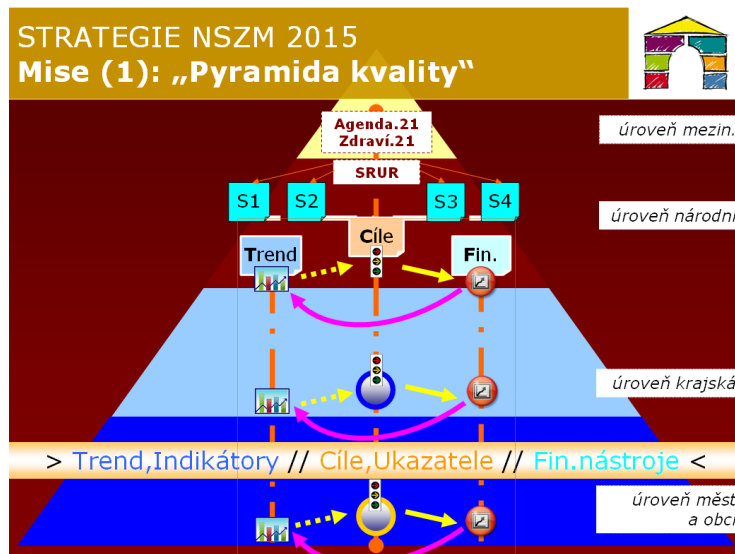 STRATEGIE NSZM 2015
Mise (1): „Pyramida kvality“
Agenda.21
Zdraví.21
úroveň mezin.
SRUR
S1 S2 S3 S4
úroveň národní
Trend Cíle Fin.
úroveň krajská
> Trend,Indikátory // Cíle,Ukazatele // Fin.nástroje <
úroveň měst
a obcí